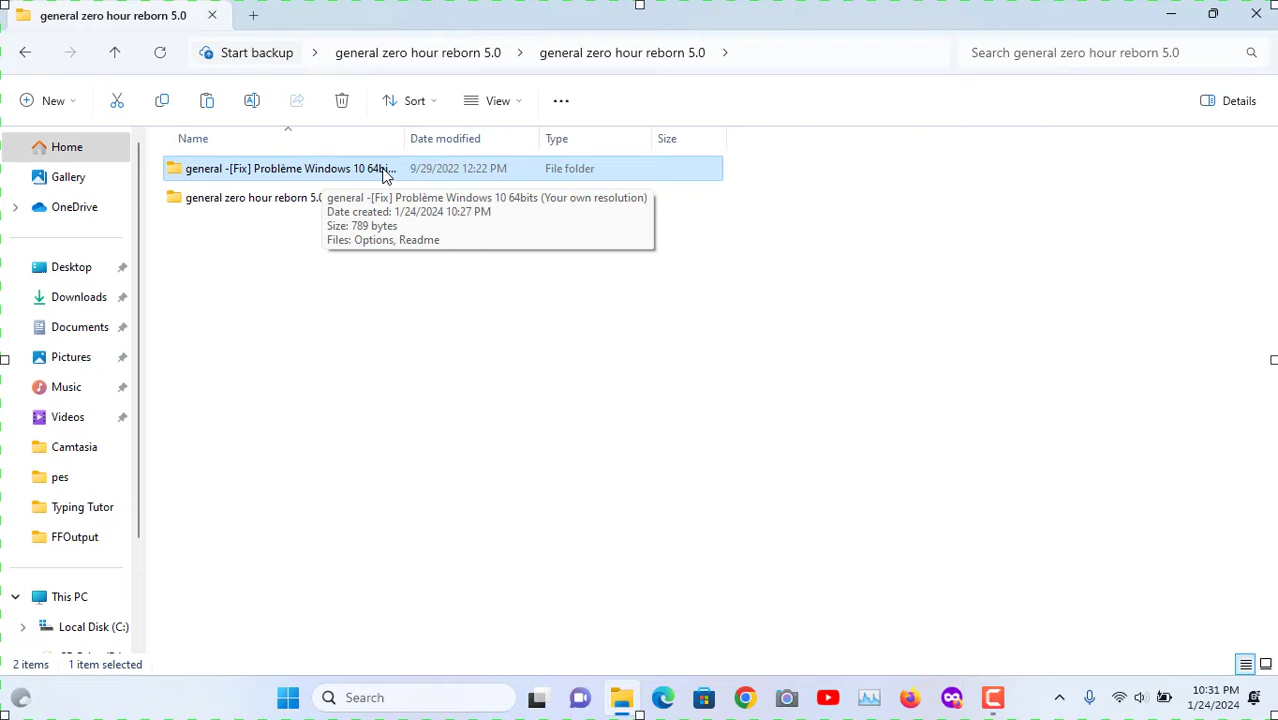 general zero hour reborn 5.0
Start backup general zero hour reborn 5.0 general zero hour reborn 5.0 Search general zero hour reborn 5.0
New Sort View Details
Name Date modified Type Size
Home
general -[Fix] Problème Windows 10 64bi... 9/29/2022 12:22 PM File folder
Gallery
general zero hour reborn 5.0
general -[Fix] Problème Windows 10 64bits (Your own resolution)
Date created: 1/24/2024 10:27 PM
Size: 789 bytes
Files: Options, Readme
OneDrive
Desktop
Downloads
Documents
Pictures
Music
Videos
Camtasia
pes
Typing Tutor
FFOutput
This PC
Local Disk (C:)
2 items 1 item selected
Search
10:31 PM
1/24/2024